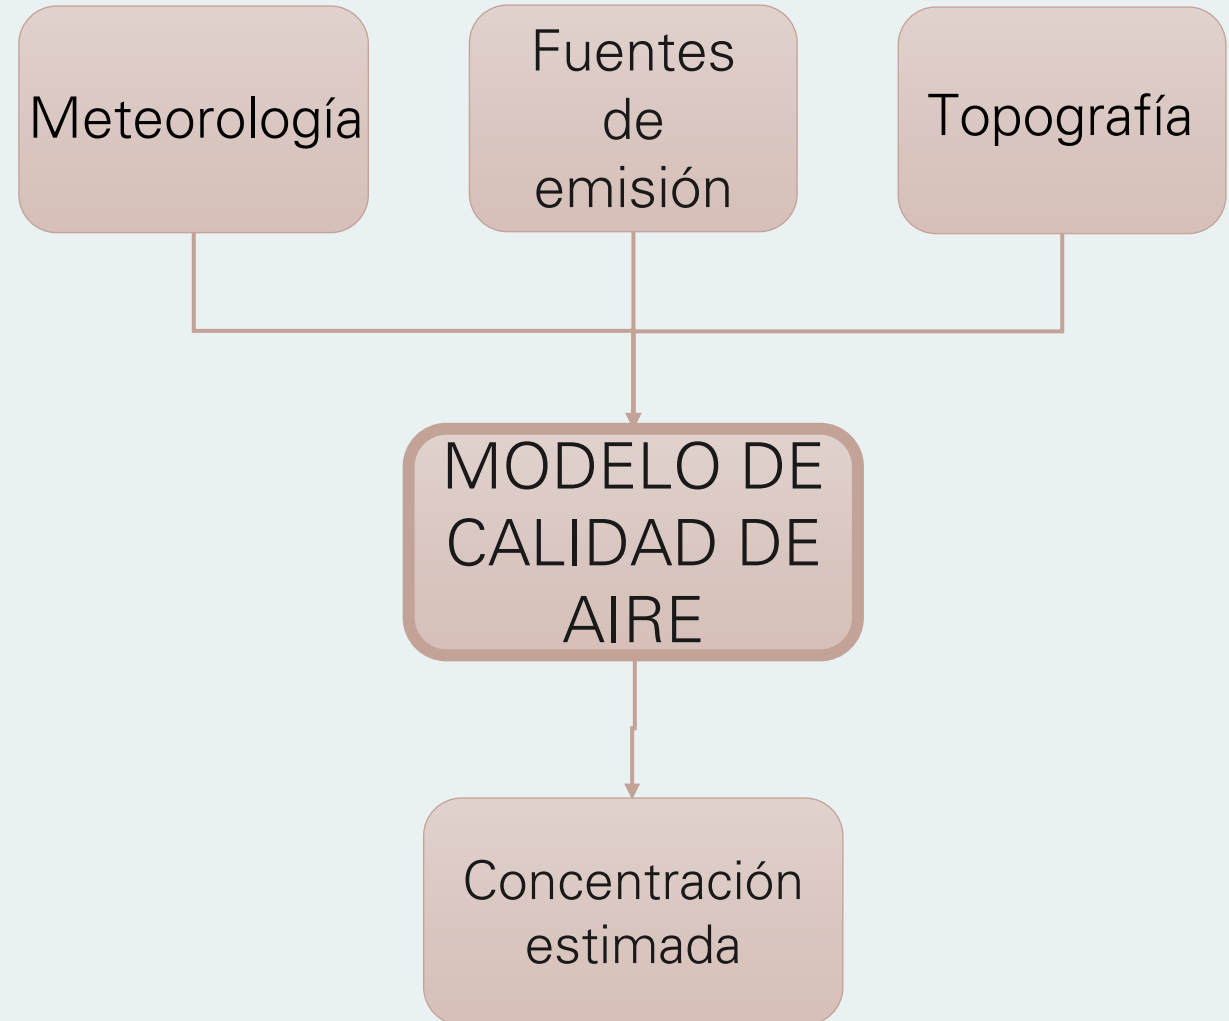 Meteorología
Fuentes
de
emisión
Topografía
MODELO DE
CALIDAD DE
AIRE
Concentración
estimada